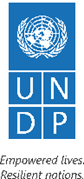 U N
D P
Empowered lives.
Resilient nations.